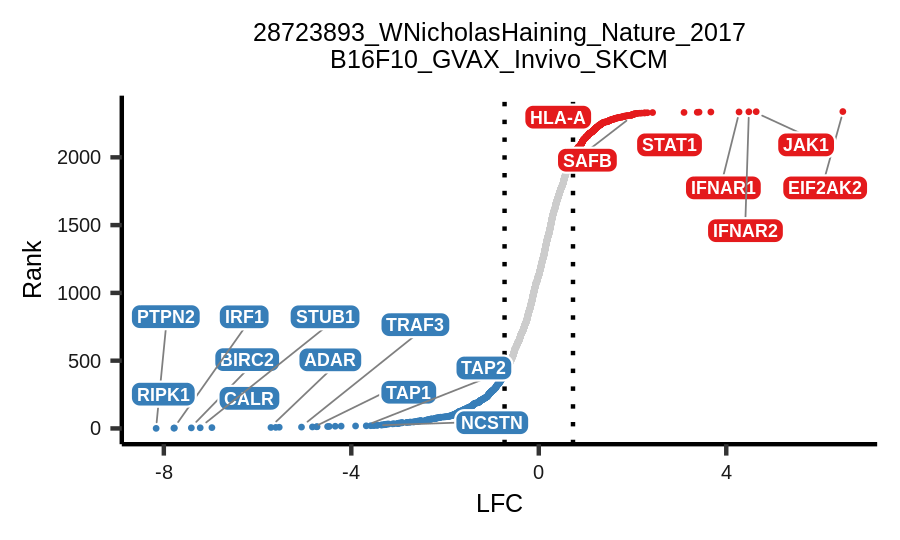 28723893_WNicholasHaining_Nature_2017
B16F10_GVAX_Invivo_SKCM
HLA-A
SAFB
STAT1
JAK1
IFNAR1
EIF2AK2
IFNAR2
2000
1500
1000
500
0
Rank
PTPN2
IRF1
STUB1
TRAF3
BIRC2
ADAR
TAP2
RIPK1
CALR
TAP1
NCSTN
-8
-4
0
4
LFC